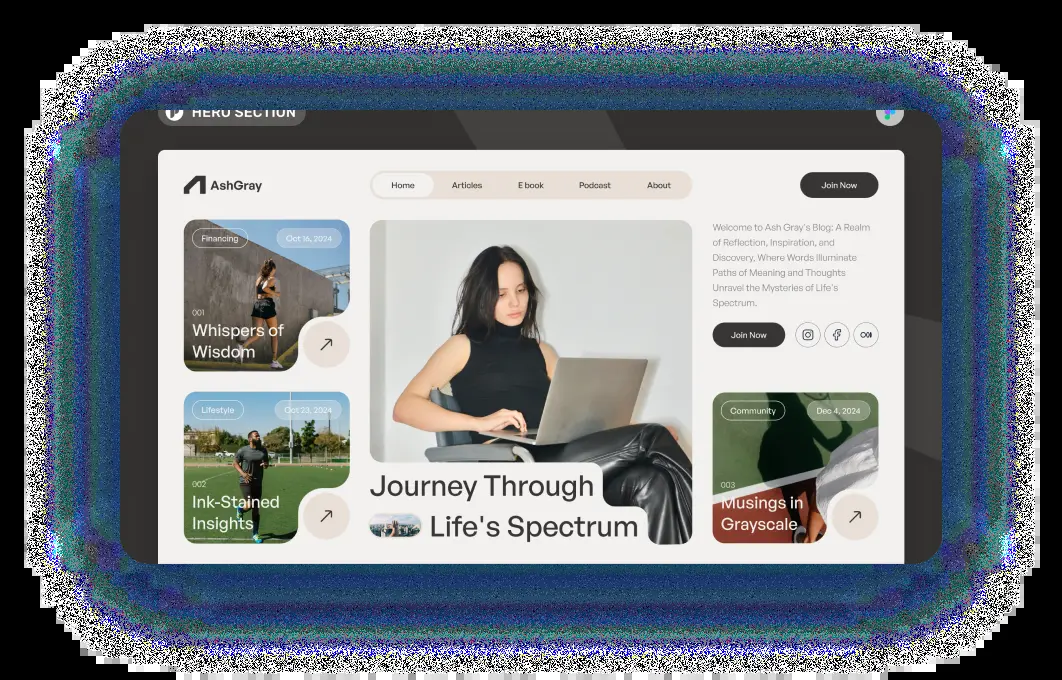 HERO SECTION
AshGray
Home
Articles
E book
Podcast
About
Join Now
Financing
Oct 16, 2024
001
Whispers of
Wisdom
Lifestyle
Oct 23, 2024
002
Ink-Stained
Insights
Journey Through
Life's Spectrum
Welcome to Ash Gray's Blog: A Realm
of Reflection, Inspiration, and
Discovery, Where Words Illuminate
Paths of Meaning and Thoughts
Unravel the Mysteries of Life's
Spectrum.
Join Now
Community
Dec 4, 2024
003
Musings in
Grayscale